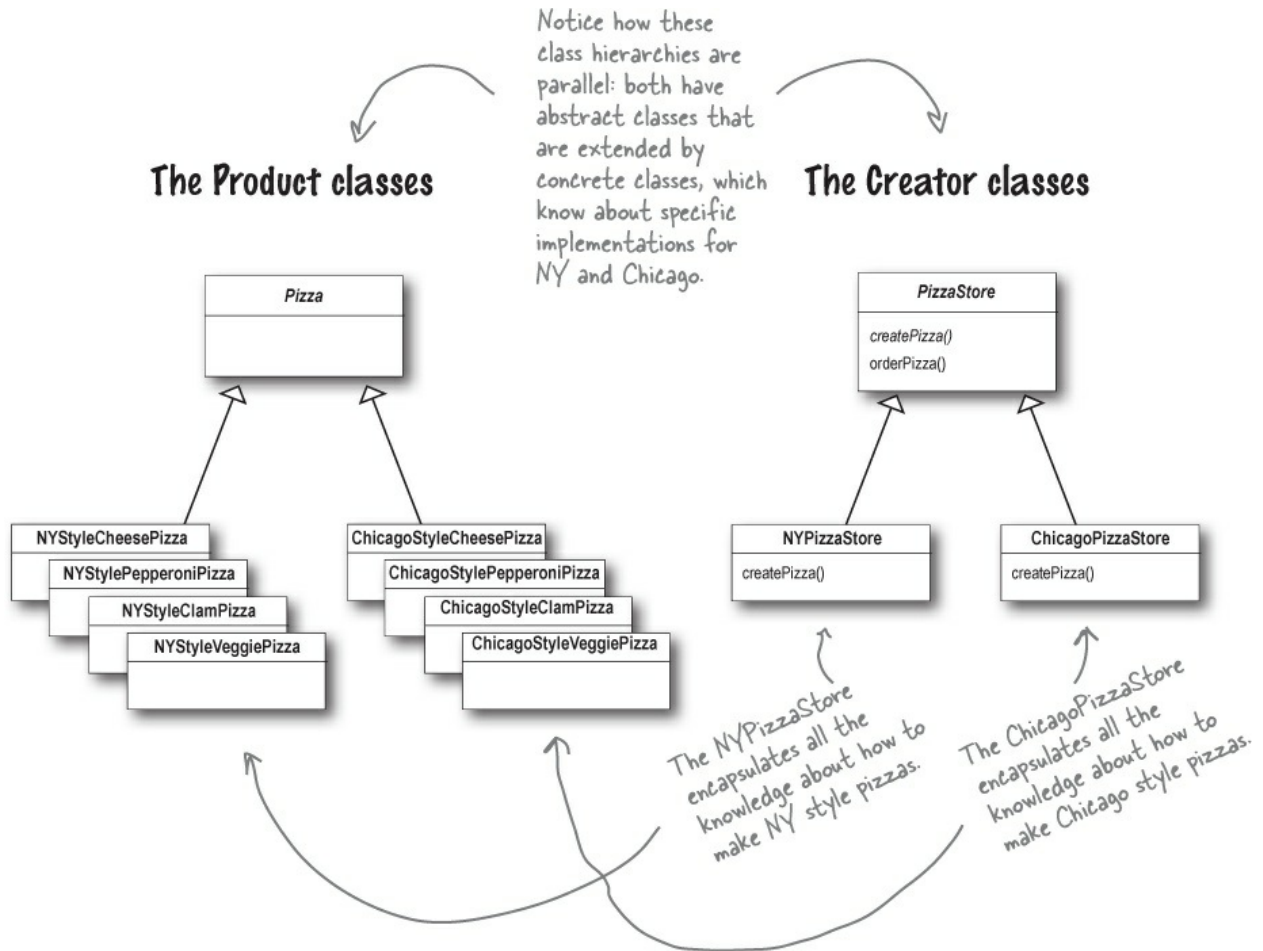 Notice how these
class hierarchies are
parallel: both have
abstract classes that
are extended by
concrete classes, which
know about specific
implementations for
NY and Chicago.
The Product classes
The Creator classes
Pizza
PizzaStore
createPizza()
orderPizza()
NYStyleCheesePizza
NYStylePepperoniPizza
NYStyleClamPizza
NYStyleVeggiePizza
ChicagoStyleCheesePizza
ChicagoStylePepperoniPizza
ChicagoStyleClamPizza
ChicagoStyleVeggiePizza
NYPizzaStore
createPizza()
ChicagoPizzaStore
createPizza()
The NYPizzaStore
encapsulates all the
knowledge about how to
make NY style pizzas.
The ChicagoPizzaStore
encapsulates all the
knowledge about how to
make Chicago style pizzas.